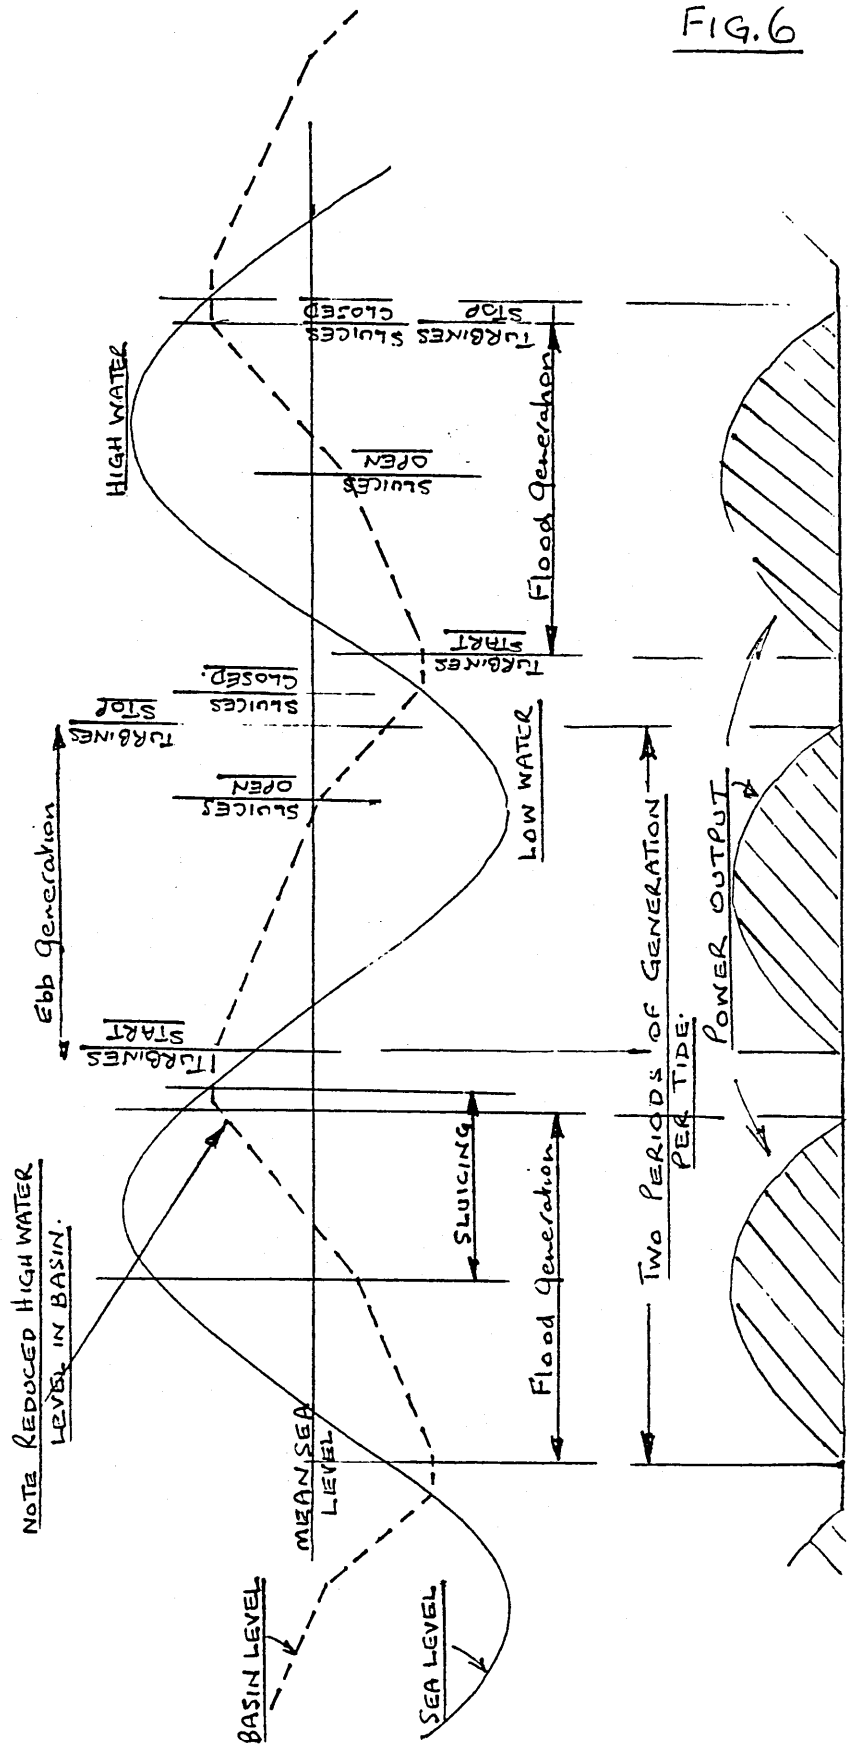 FIG.6
NOTE REDUCED HIGH WATER
LEVEL IN BASIN.
Ebb Generation
HIGH WATER
TURBINES
START
SLUICES
OPEN
TURBINES
STOP
SLUICES
CLOSED.
TURBINES
START
SLUICES
OPEN
SLUICES
CLOSED
TURBINES
STOP
BASIN LEVEL
MEAN SEA
LEVEL
SEA LEVEL
SLUICING
LOW WATER
Flood Generation
Flood Generation
TWO PERIODS OF GENERATION
PER TIDE.
POWER OUTPUT